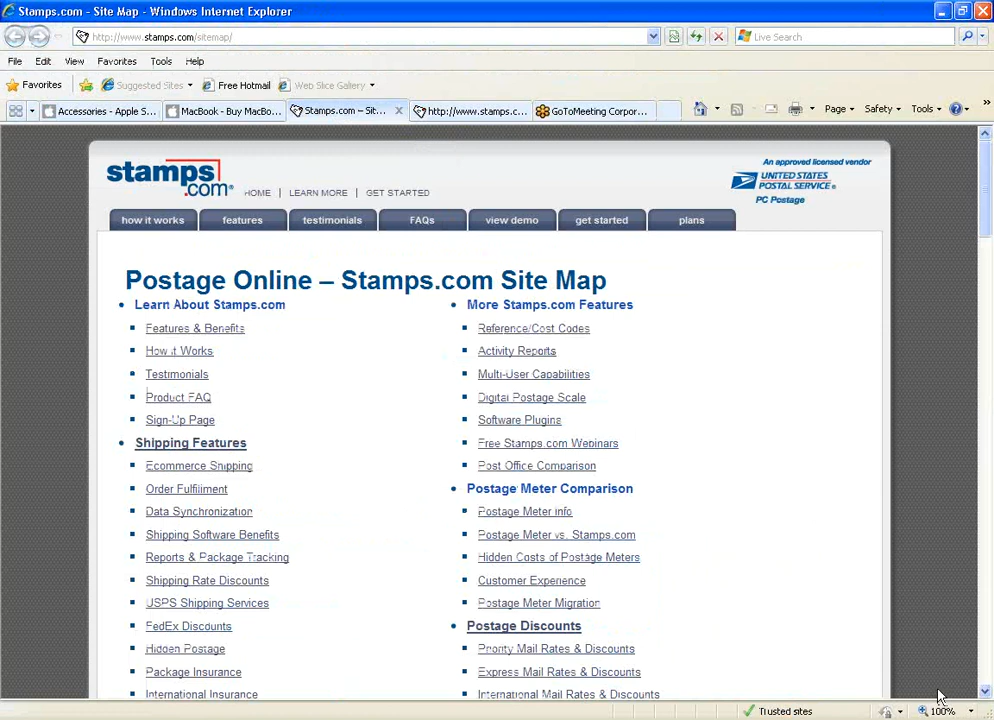 Stamps.com - Site Map - Windows Internet Explorer
http://www.stamps.com/sitemap/
Live Search
File Edit View Favorites Tools Help
Favorites Suggested Sites Free Hotmail Web Slice Gallery
Accessories - Apple S... MacBook - Buy MacBo... Stamps.com – Sit... http://www.stamps.c... GoToMeeting Corpor...
Page Safety Tools
stamps.com
HOME | LEARN MORE | GET STARTED
An approved licensed vendor
UNITED STATES POSTAL SERVICE®
PC Postage
how it works features testimonials FAQs view demo get started plans
Postage Online – Stamps.com Site Map
Learn About Stamps.com
Features & Benefits
How it Works
Testimonials
Product FAQ
Sign-Up Page
Shipping Features
Ecommerce Shipping
Order Fulfillment
Data Synchronization
Shipping Software Benefits
Reports & Package Tracking
Shipping Rate Discounts
USPS Shipping Services
FedEx Discounts
Hidden Postage
Package Insurance
International Insurance
More Stamps.com Features
Reference/Cost Codes
Activity Reports
Multi-User Capabilities
Digital Postage Scale
Software Plugins
Free Stamps.com Webinars
Post Office Comparison
Postage Meter Comparison
Postage Meter Info
Postage Meter vs. Stamps.com
Hidden Costs of Postage Meters
Customer Experience
Postage Meter Migration
Postage Discounts
Priority Mail Rates & Discounts
Express Mail Rates & Discounts
International Mail Rates & Discounts
Trusted sites
100%